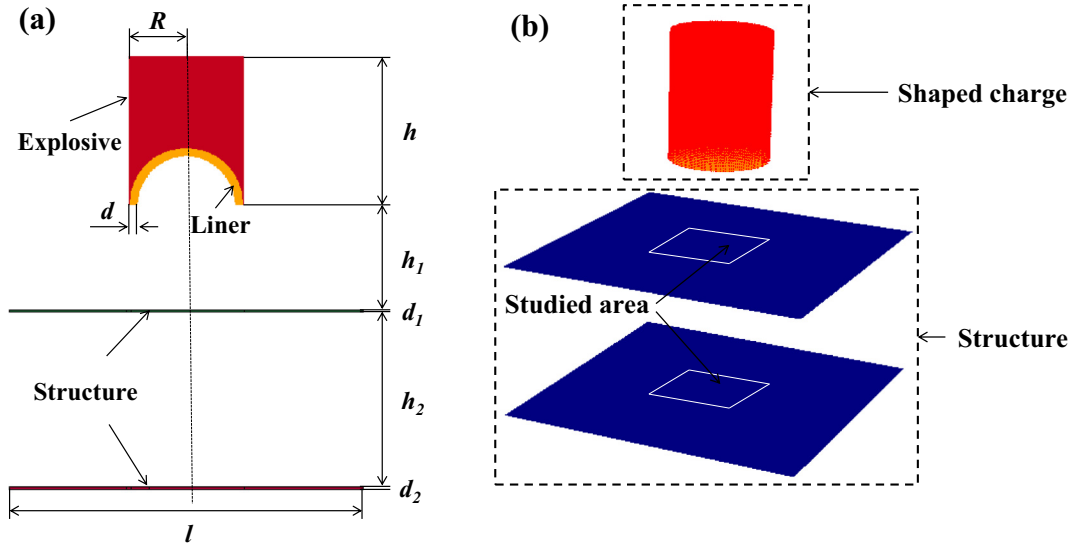 (a)
R
Explosive
h
d
Liner
h1
d1
Structure
h2
d2
l
(b)
Shaped charge
Studied area
Structure